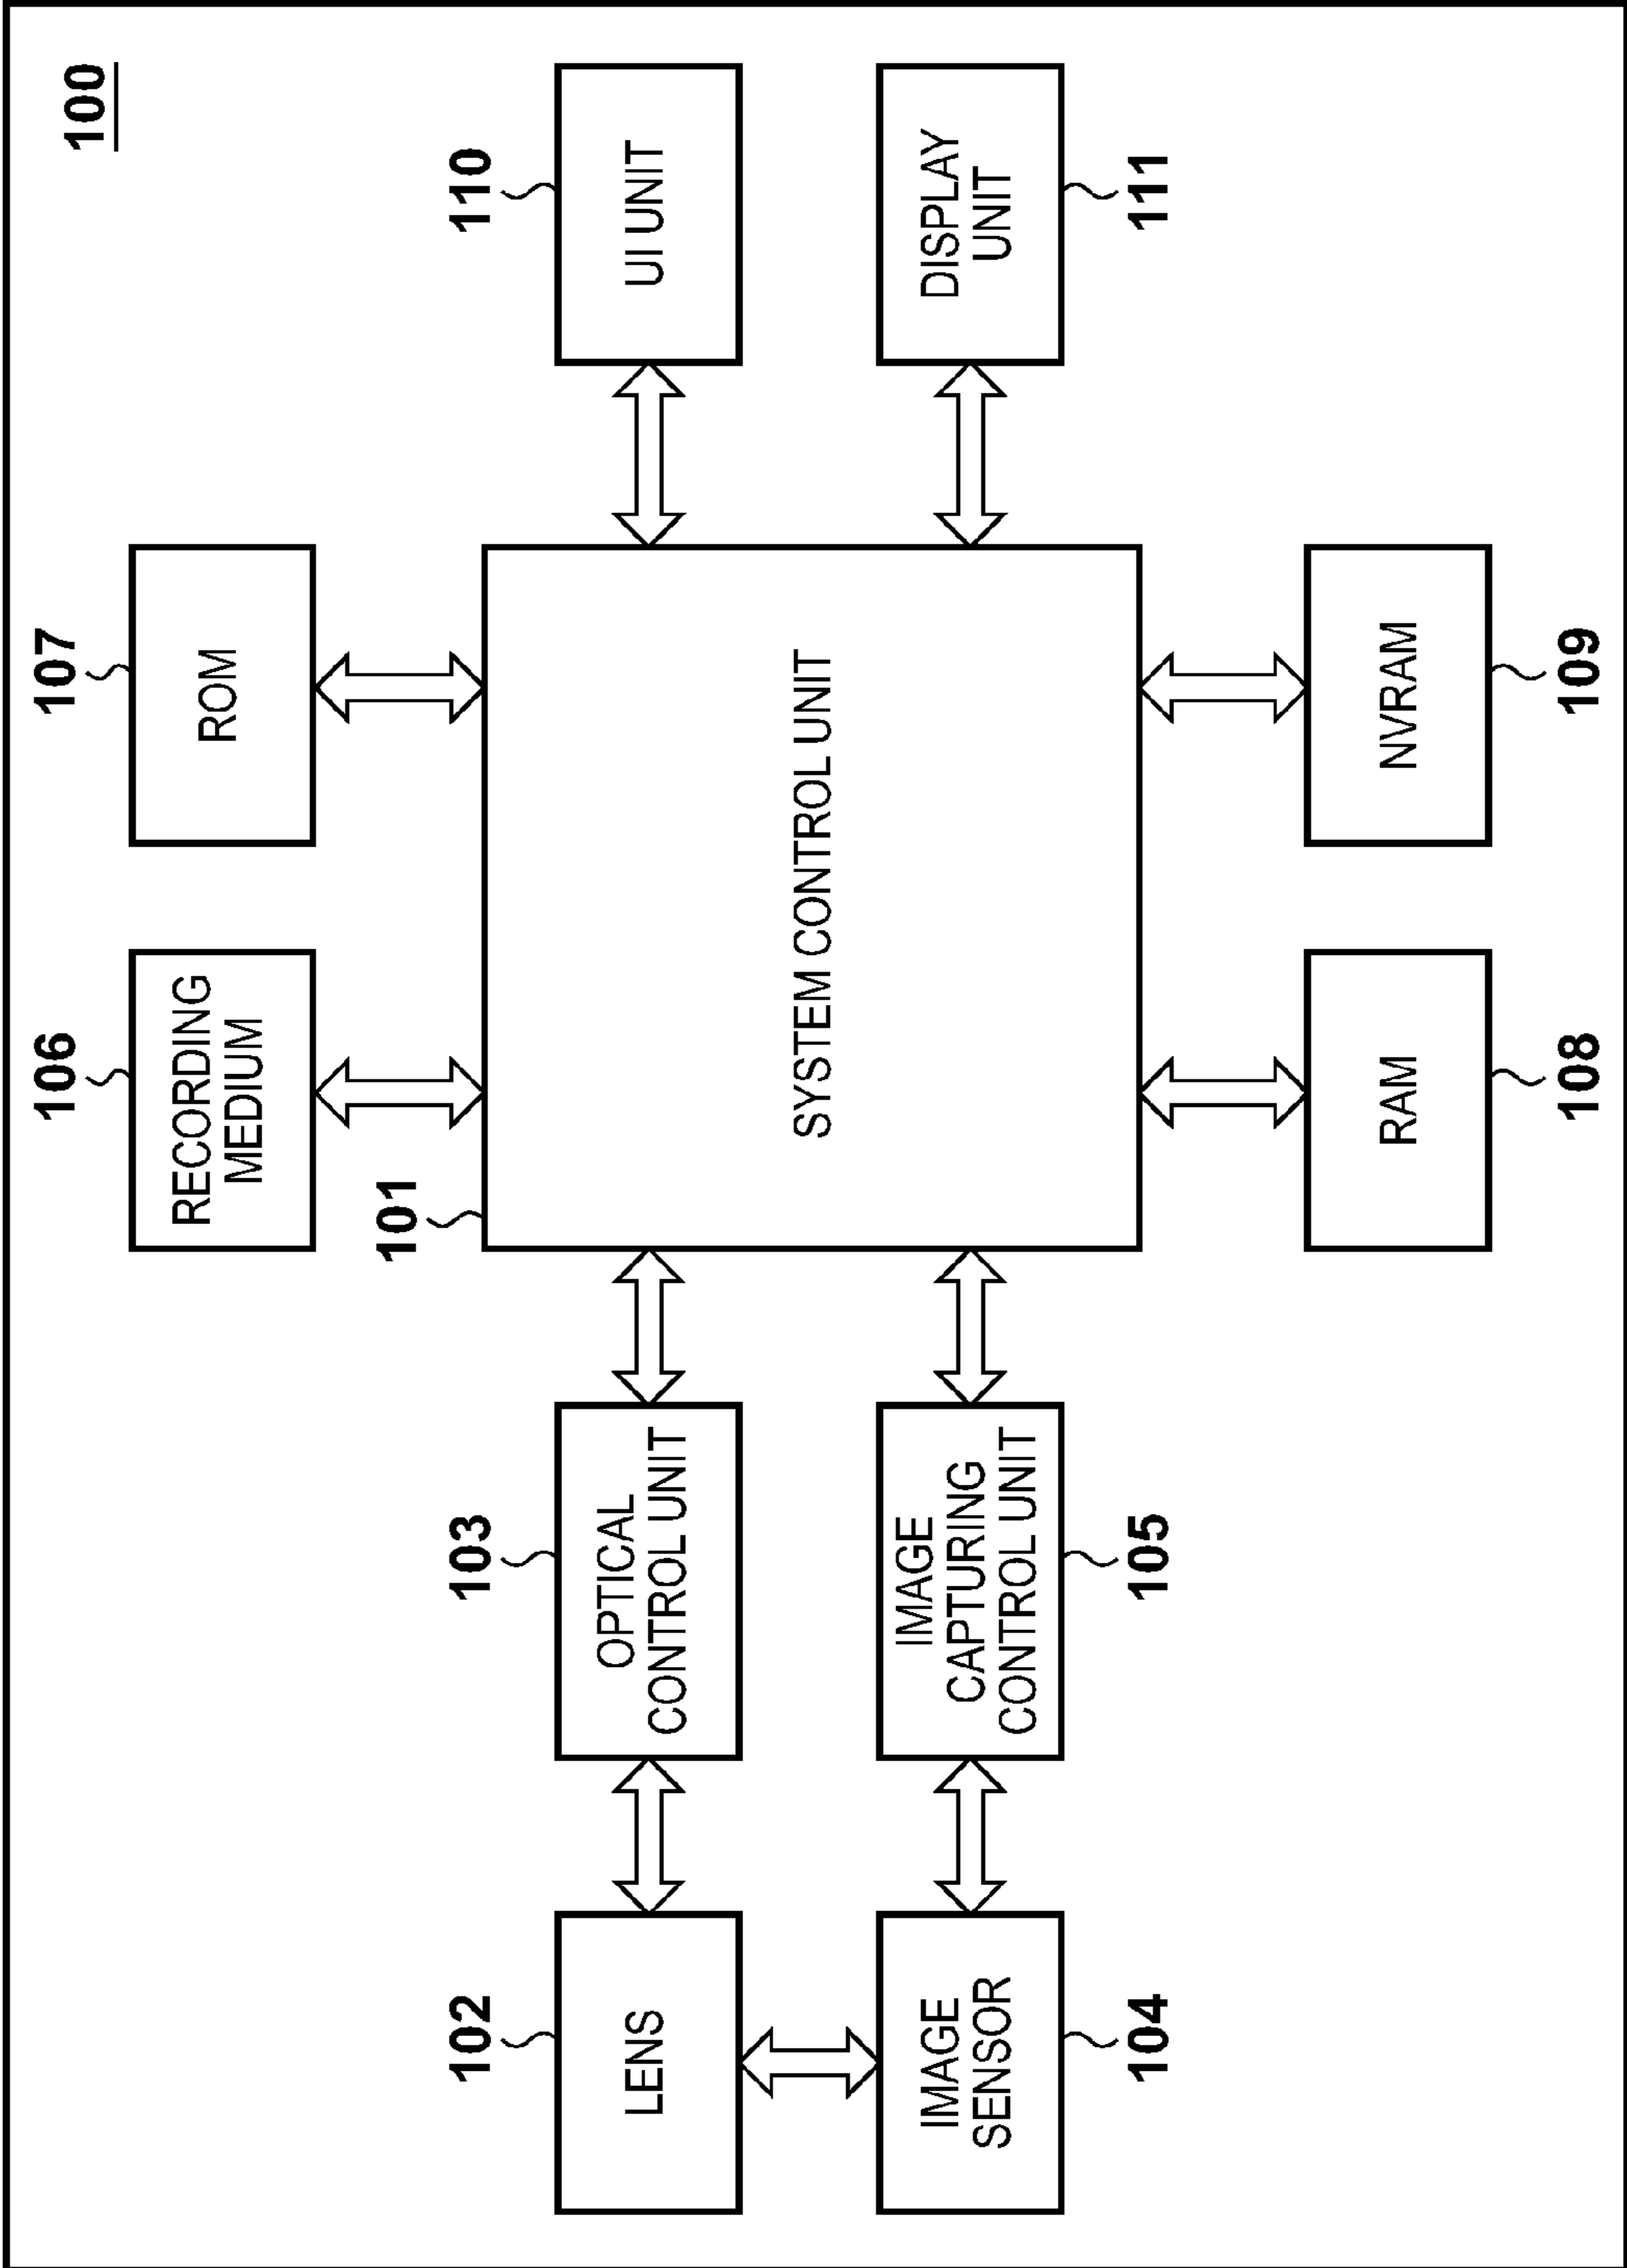 100
106
RECORDING
MEDIUM
107
ROM
101
SYSTEM CONTROL UNIT
102
LENS
103
OPTICAL
CONTROL UNIT
110
UI UNIT
IMAGE
SENSOR
104
IMAGE
CAPTURING
CONTROL UNIT
105
DISPLAY
UNIT
111
RAM
108
NVRAM
109